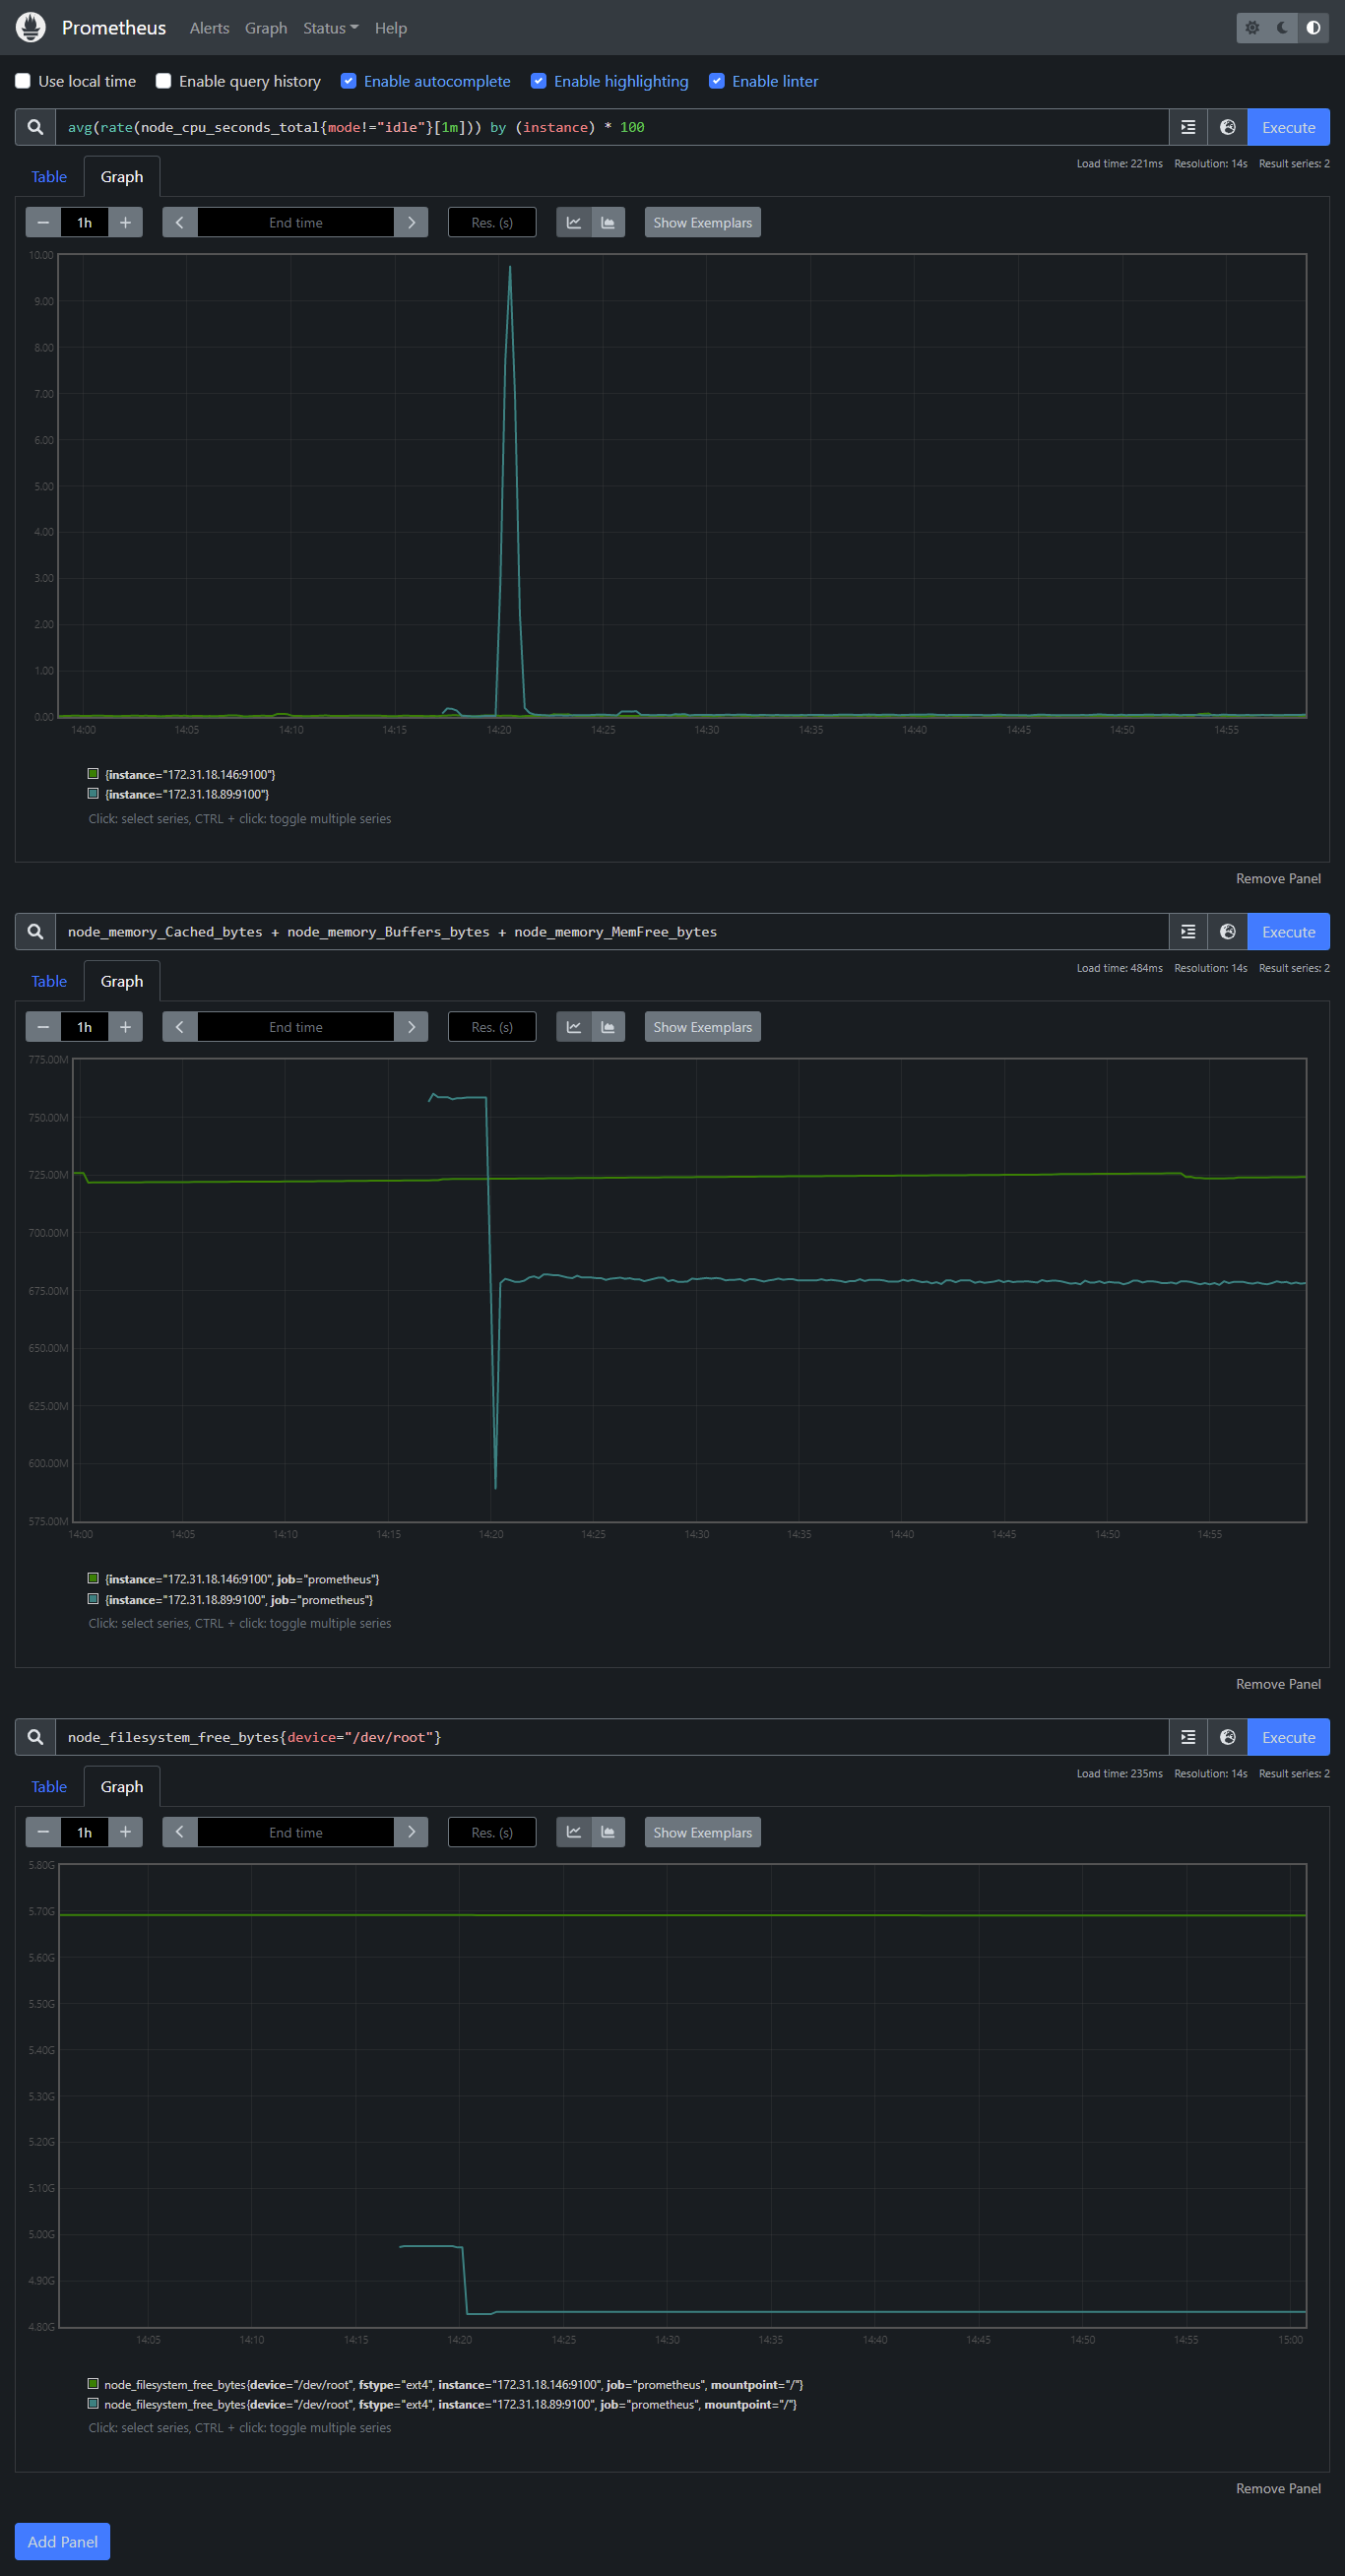 Prometheus Alerts Graph Status Help
Use local time Enable query history Enable autocomplete Enable highlighting Enable linter
avg(rate(node_cpu_seconds_total{mode!="idle"}[1m])) by (instance) * 100 Execute
Table Graph Load time: 221ms Resolution: 14s Result series: 2
− 1h + End time Res. (s) Show Exemplars
10.00
9.00
8.00
7.00
6.00
5.00
4.00
3.00
2.00
1.00
0.00
14:00 14:05 14:10 14:15 14:20 14:25 14:30 14:35 14:40 14:45 14:50 14:55
{instance="172.31.18.146:9100"}
{instance="172.31.18.89:9100"}
Click: select series, CTRL + click: toggle multiple series
Remove Panel
node_memory_Cached_bytes + node_memory_Buffers_bytes + node_memory_MemFree_bytes Execute
Table Graph Load time: 484ms Resolution: 14s Result series: 2
− 1h + End time Res. (s) Show Exemplars
775.00M
750.00M
725.00M
700.00M
675.00M
650.00M
625.00M
600.00M
575.00M
14:00 14:05 14:10 14:15 14:20 14:25 14:30 14:35 14:40 14:45 14:50 14:55
{instance="172.31.18.146:9100", job="prometheus"}
{instance="172.31.18.89:9100", job="prometheus"}
Click: select series, CTRL + click: toggle multiple series
Remove Panel
node_filesystem_free_bytes{device="/dev/root"} Execute
Table Graph Load time: 235ms Resolution: 14s Result series: 2
− 1h + End time Res. (s) Show Exemplars
5.80G
5.70G
5.60G
5.50G
5.40G
5.30G
5.20G
5.10G
5.00G
4.90G
4.80G
14:05 14:10 14:15 14:20 14:25 14:30 14:35 14:40 14:45 14:50 14:55 15:00
node_filesystem_free_bytes{device="/dev/root", fstype="ext4", instance="172.31.18.146:9100", job="prometheus", mountpoint="/"}
node_filesystem_free_bytes{device="/dev/root", fstype="ext4", instance="172.31.18.89:9100", job="prometheus", mountpoint="/"}
Click: select series, CTRL + click: toggle multiple series
Remove Panel
Add Panel